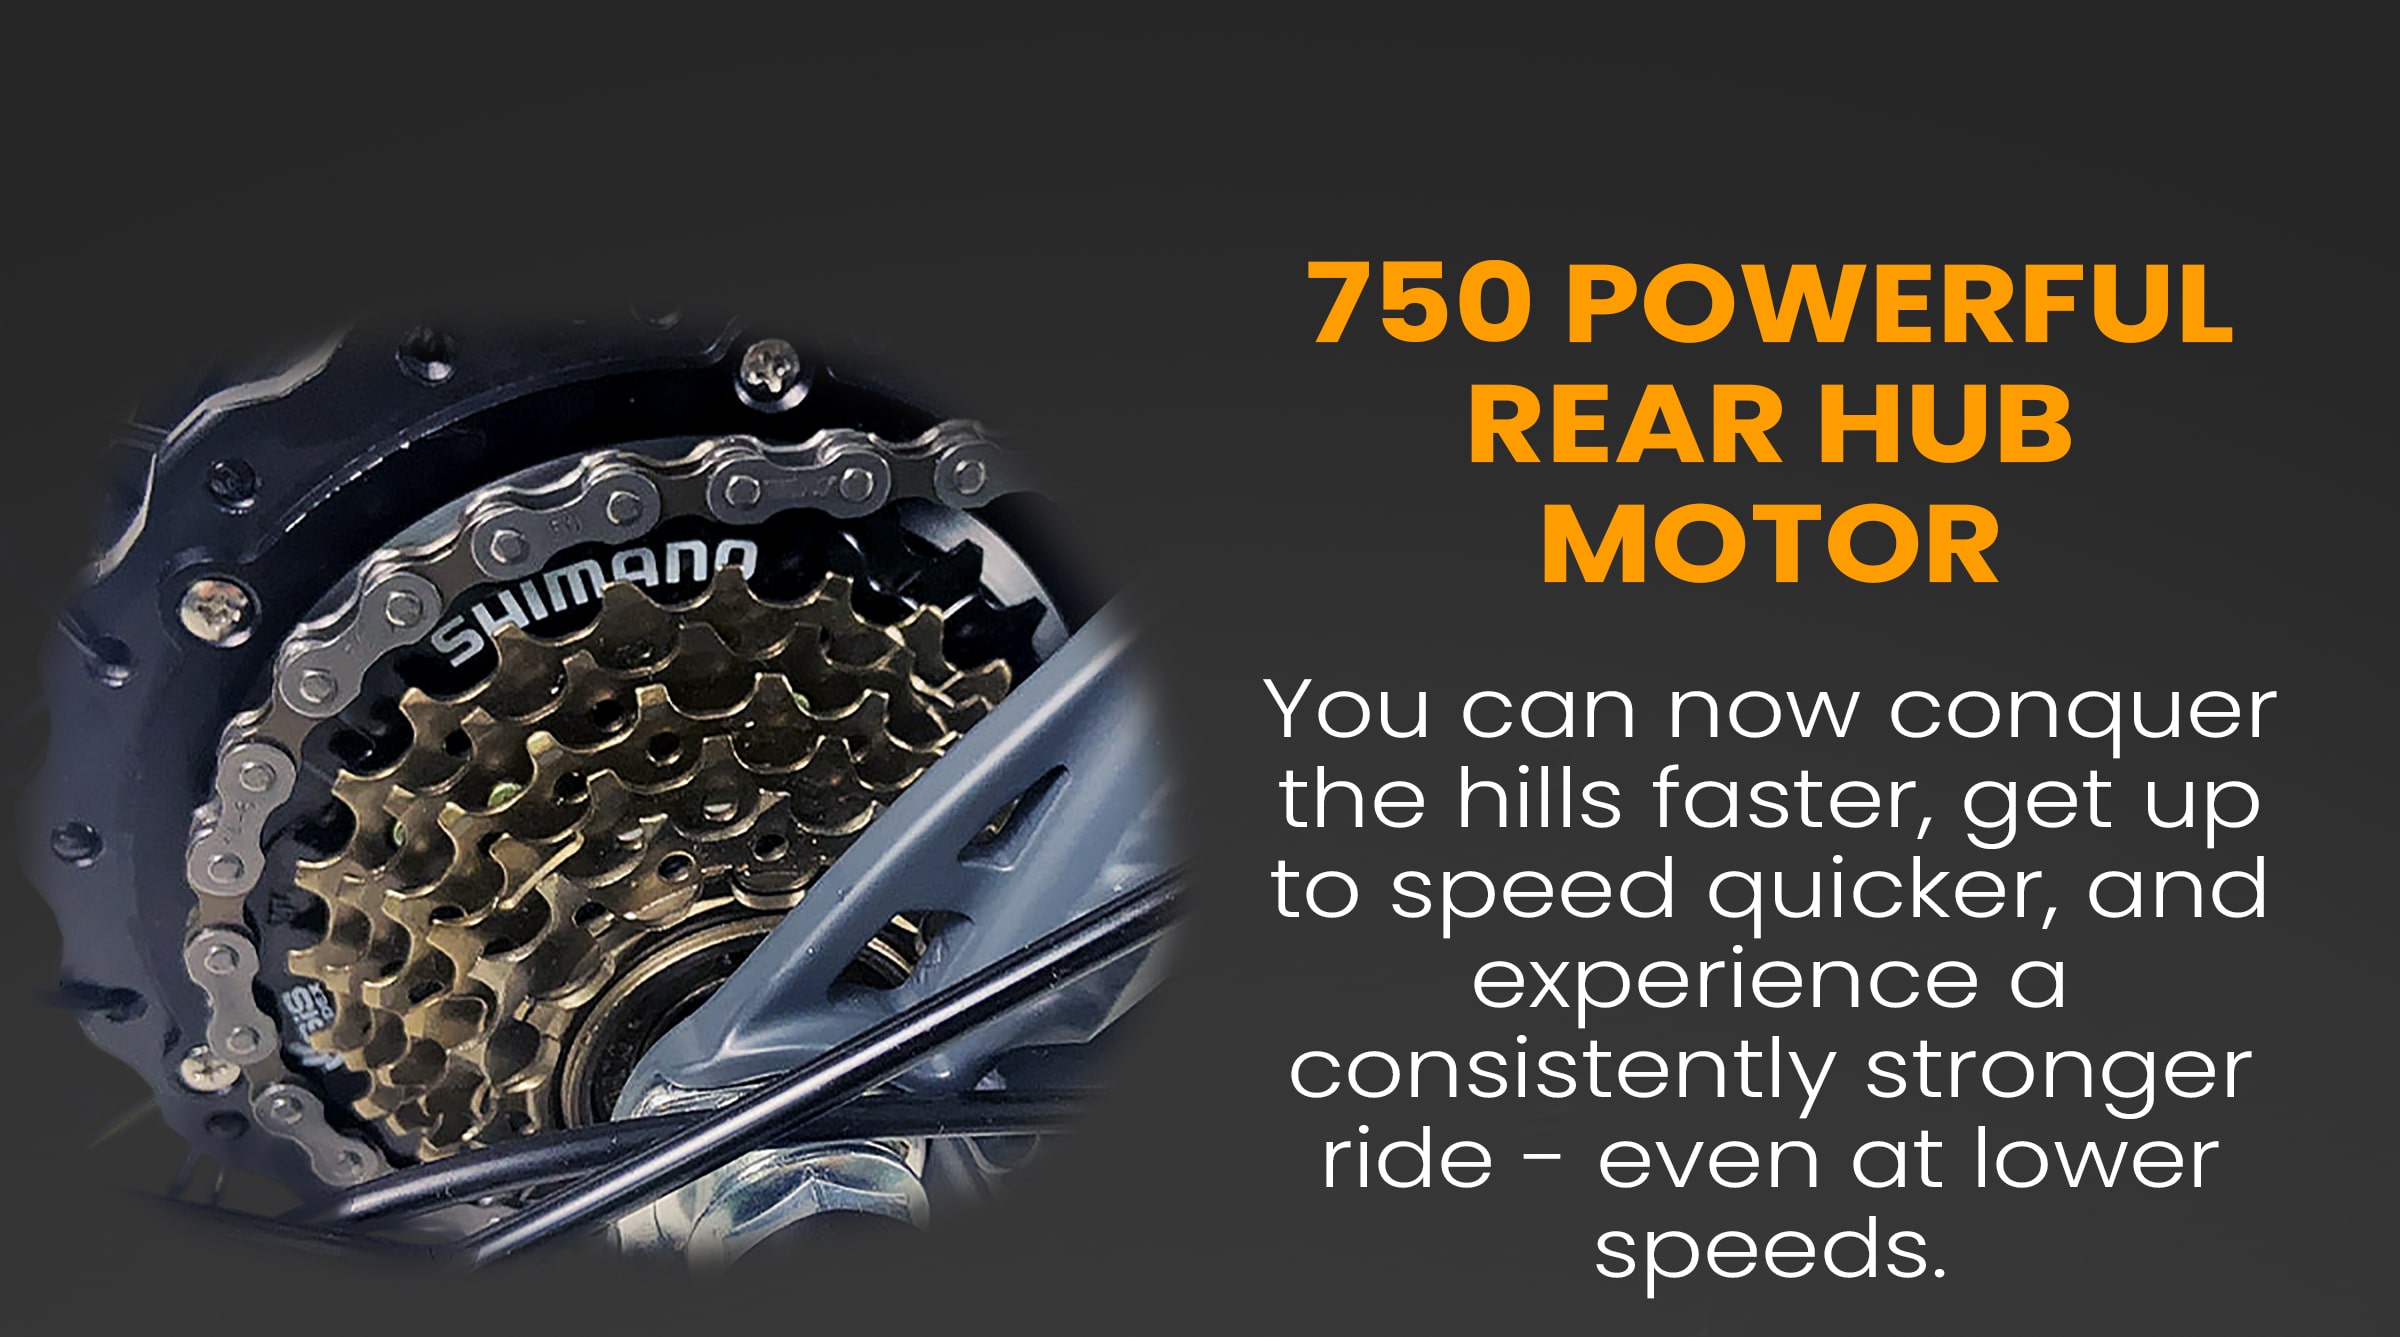 750 POWERFUL
REAR HUB
MOTOR
You can now conquer
the hills faster, get up
to speed quicker, and
experience a
consistently stronger
ride - even at lower
speeds.
SHIMANO
SIS